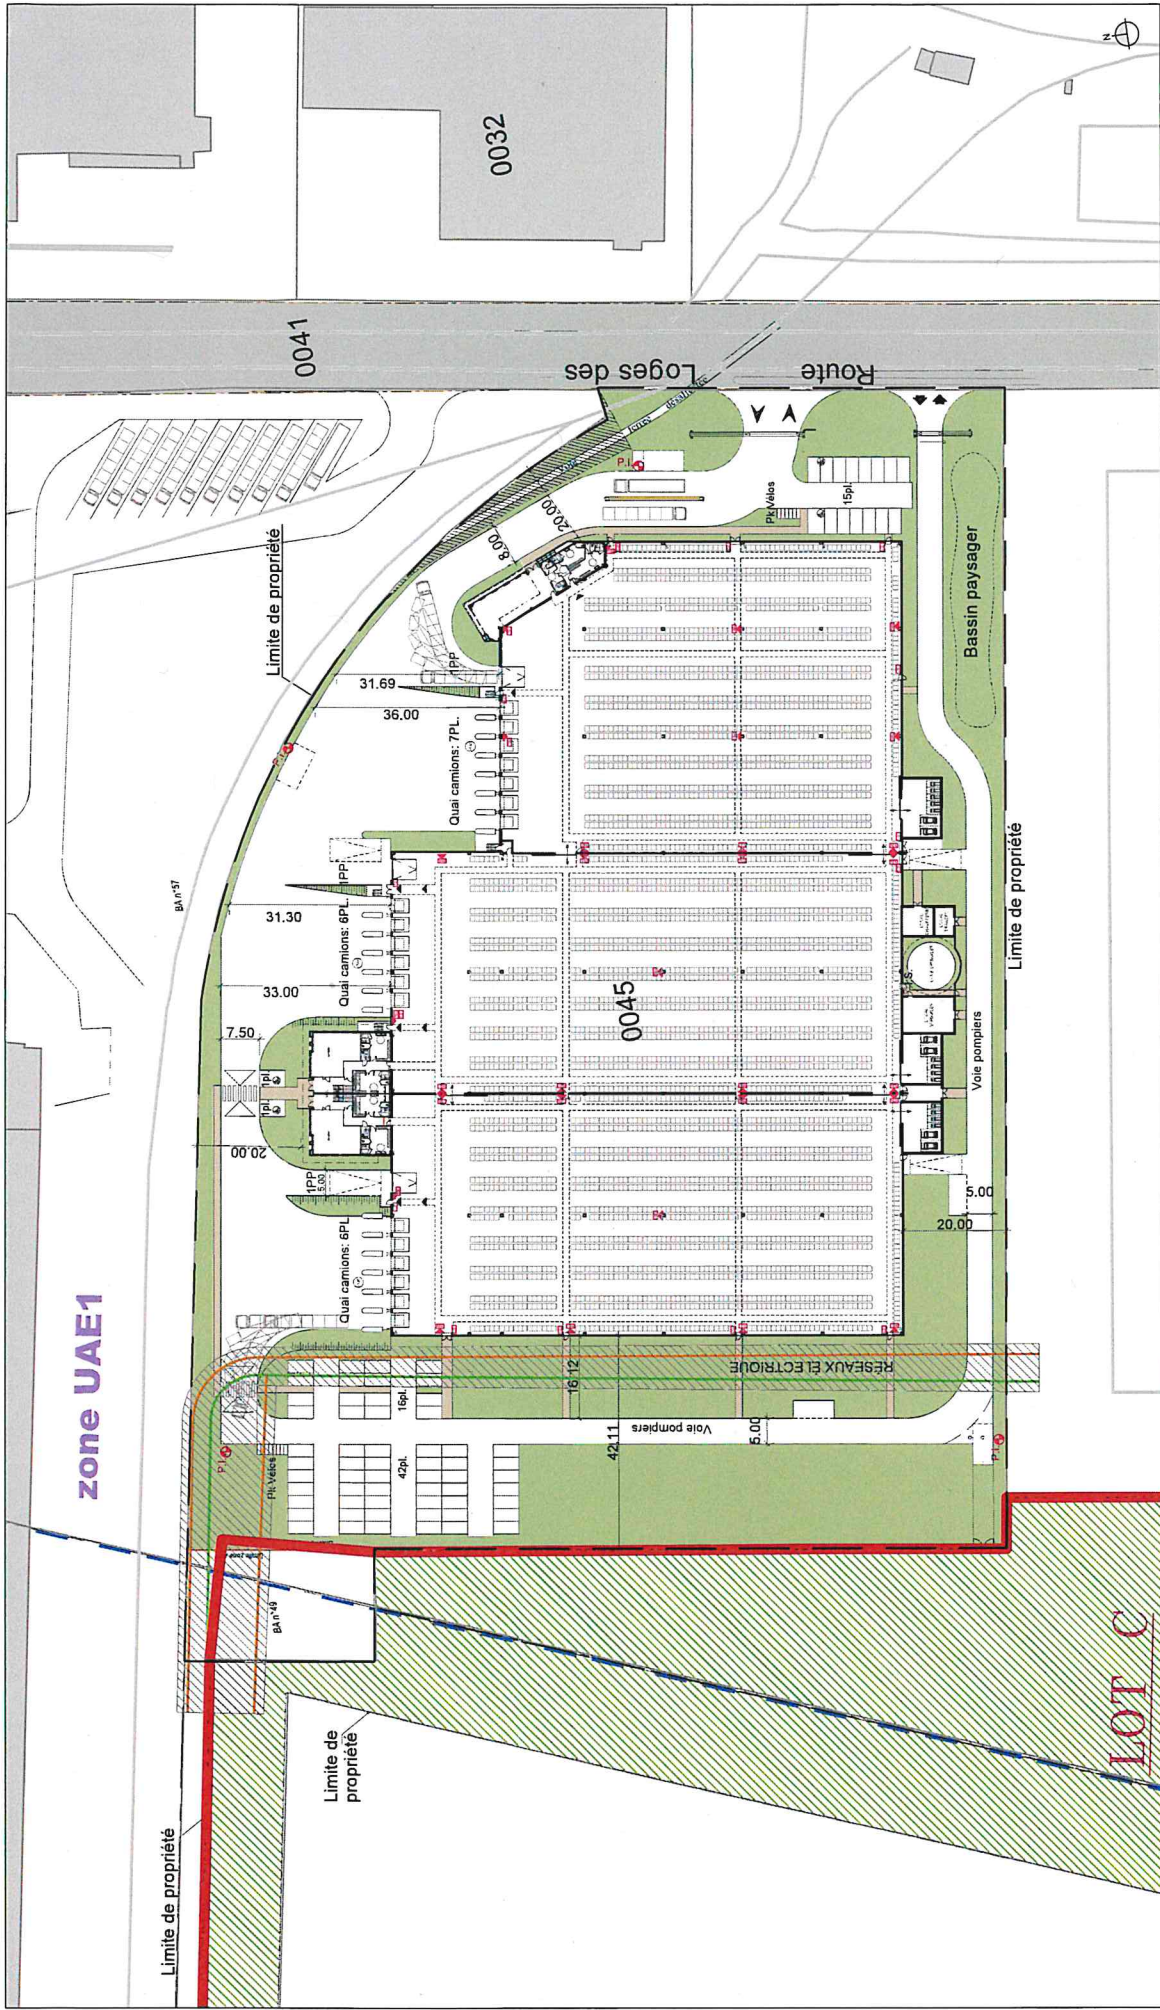 N
0032
0041
Route
Loges des
Limite de propriété
P.I
20.00
8.00
Pk Vélos
15pl.
Bassin paysager
1PP
31.69
36.00
Quai camions: 7PL.
BA n°57
1PP
31.30
Quai camions: 6PL.
33.00
7.50
1pl.
1pl.
20.00
1PP
5.00
Quai camions: 6PL
0045
Limite de propriété
Voie pompiers
5.00
20.00
zone UAE1
RÉSEAUX ÉLECTRIQUE
16.12
16pl.
42pl.
42.11
Voie pompiers
5.00
P.I
Pk Vélos
P.I
BA n°49
Limite de
propriété
Limite de propriété
LOT C